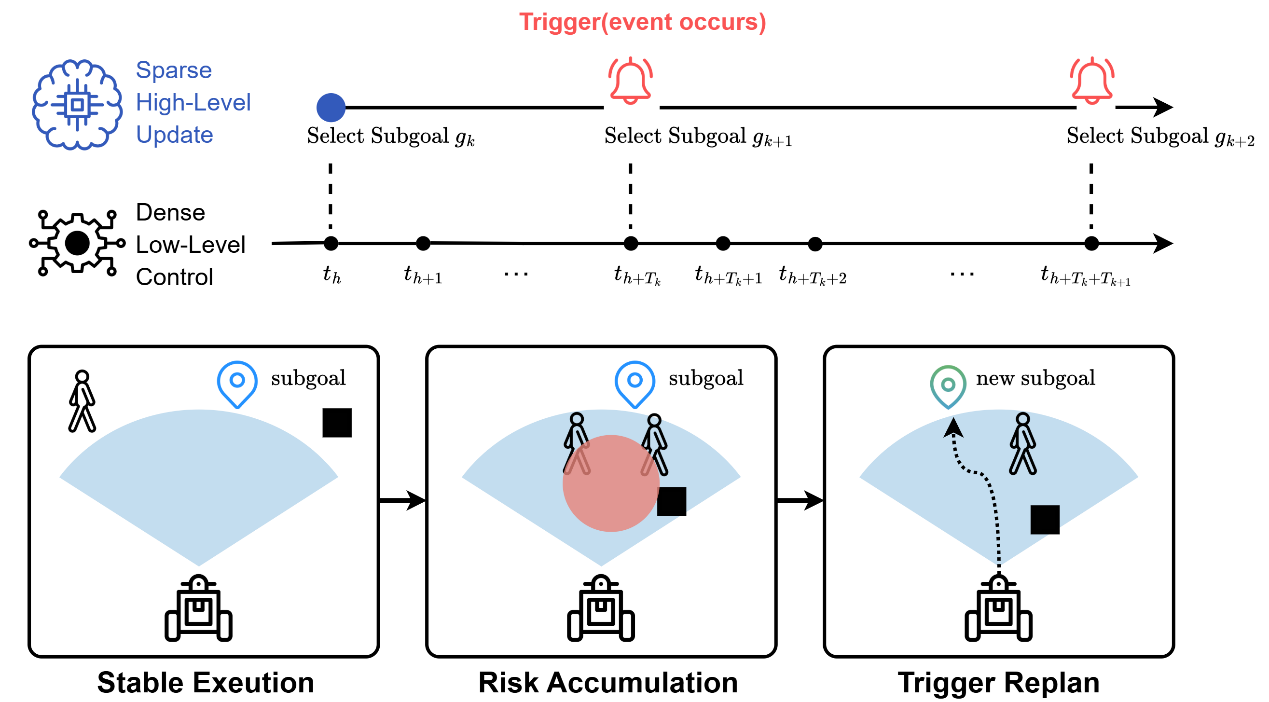 Trigger(event occurs)
Sparse
High-Level
Update
Select Subgoal g_k
Select Subgoal g_{k+1}
Select Subgoal g_{k+2}
Dense
Low-Level
Control
t_h
t_{h+1}
⋯
t_{h+T_k}
t_{h+T_k+1}
t_{h+T_k+2}
⋯
t_{h+T_k+T_{k+1}}
subgoal
subgoal
new subgoal
Stable Exeution
Risk Accumulation
Trigger Replan